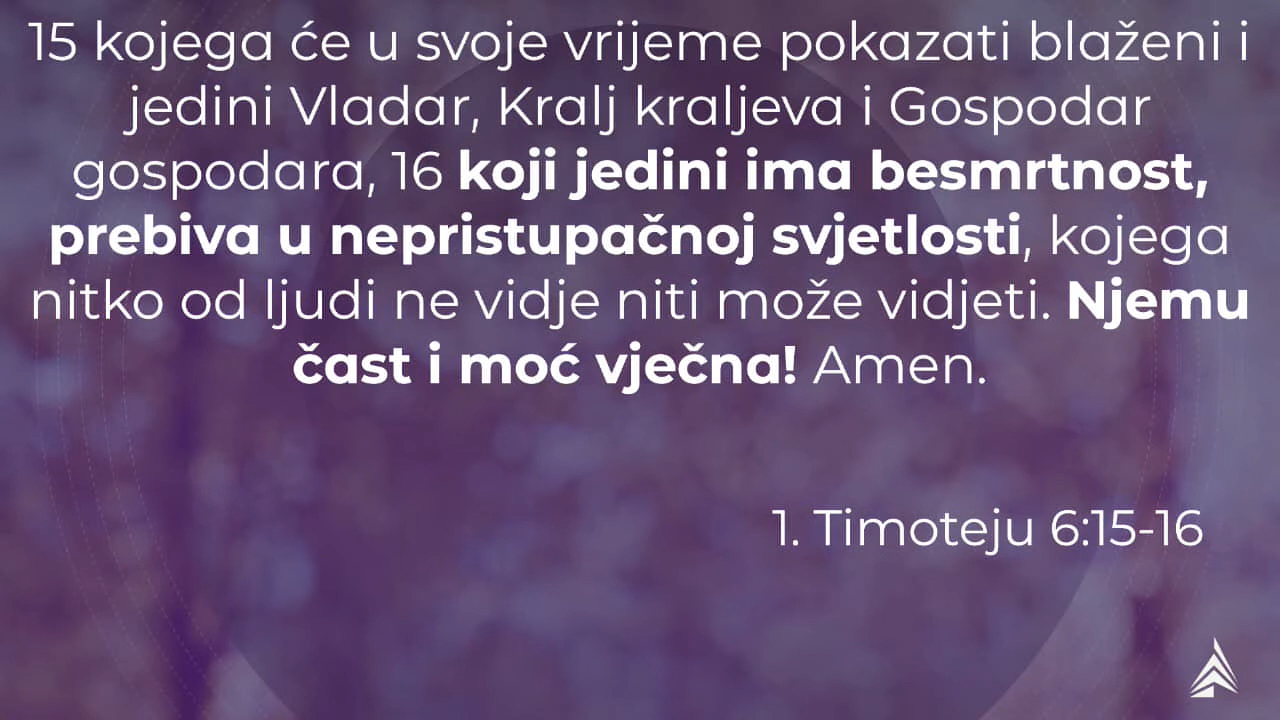 15 kojega će u svoje vrijeme pokazati blaženi i
jedini Vladar, Kralj kraljeva i Gospodar
gospodara, 16 koji jedini ima besmrtnost,
prebiva u nepristupačnoj svjetlosti, kojega
nitko od ljudi ne vidje niti može vidjeti. Njemu
čast i moć vječna! Amen.
1. Timoteju 6:15-16